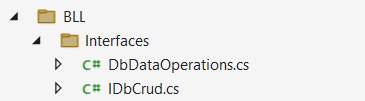 BLL
Interfaces
C# DbDataOperations.cs
C# IDbCrud.cs